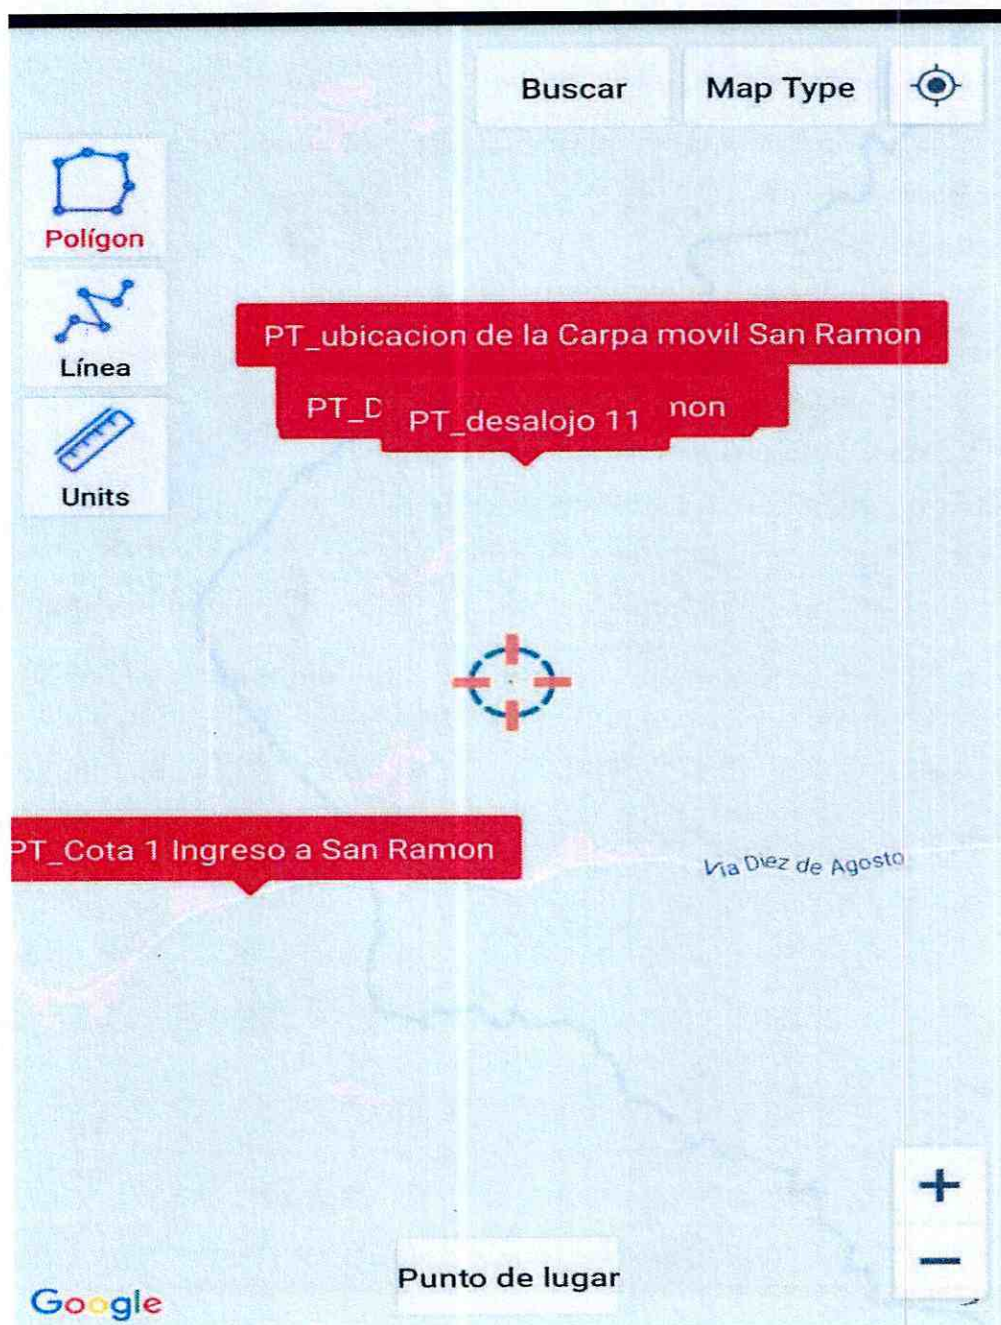 Buscar
Map Type
Polígon
Línea
Units
PT_ubicacion de la Carpa movil San Ramon
PT_D
PT_desalojo 11
non
PT_Cota 1 Ingreso a San Ramon
Via Diez de Agosto
Punto de lugar
Google